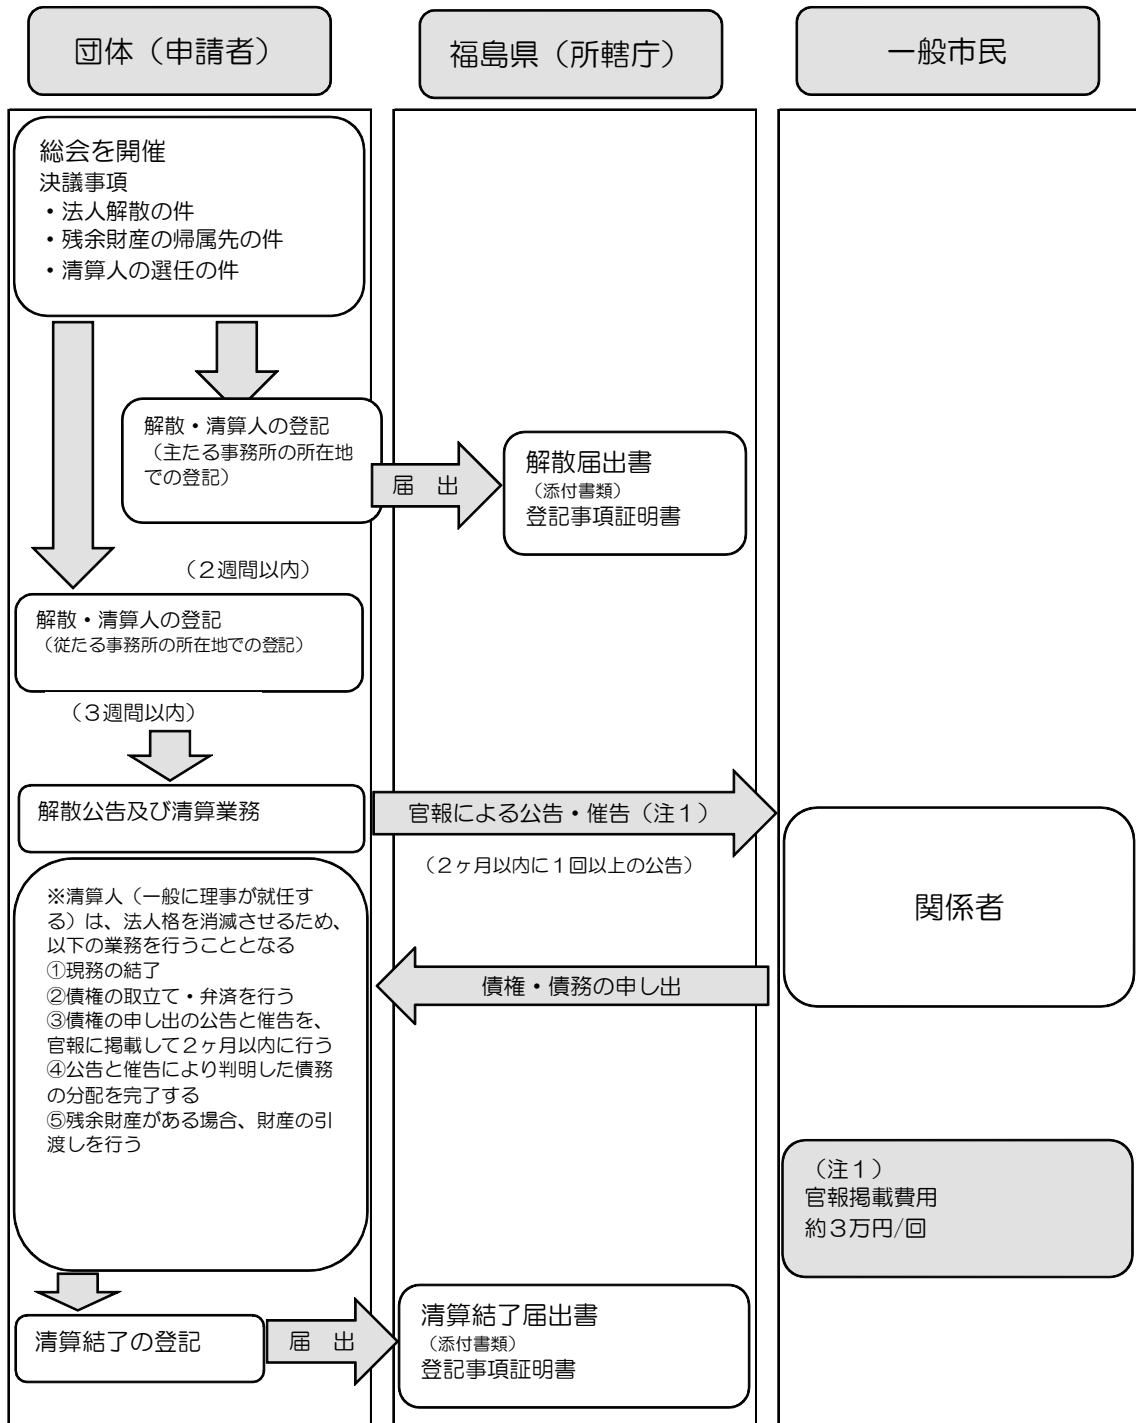 団体（申請者）
福島県（所轄庁）
一般市民
総会を開催
決議事項
・法人解散の件
・残余財産の帰属先の件
・清算人の選任の件
解散・清算人の登記
（主たる事務所の所在地
での登記）
届　出
解散届出書
（添付書類）
登記事項証明書
（２週間以内）
解散・清算人の登記
（従たる事務所の所在地での登記）
（３週間以内）
解散公告及び清算業務
官報による公告・催告（注１）
（２ヶ月以内に１回以上の公告）
関係者
※清算人（一般に理事が就任す
る）は、法人格を消滅させるため、
以下の業務を行うこととなる
①現務の結了
②債権の取立て・弁済を行う
③債権の申し出の公告と催告を、
官報に掲載して２ヶ月以内に行う
④公告と催告により判明した債務
の分配を完了する
⑤残余財産がある場合、財産の引
渡しを行う
債権・債務の申し出
（注１）
官報掲載費用
約３万円/回
清算結了の登記
届　出
清算結了届出書
（添付書類）
登記事項証明書